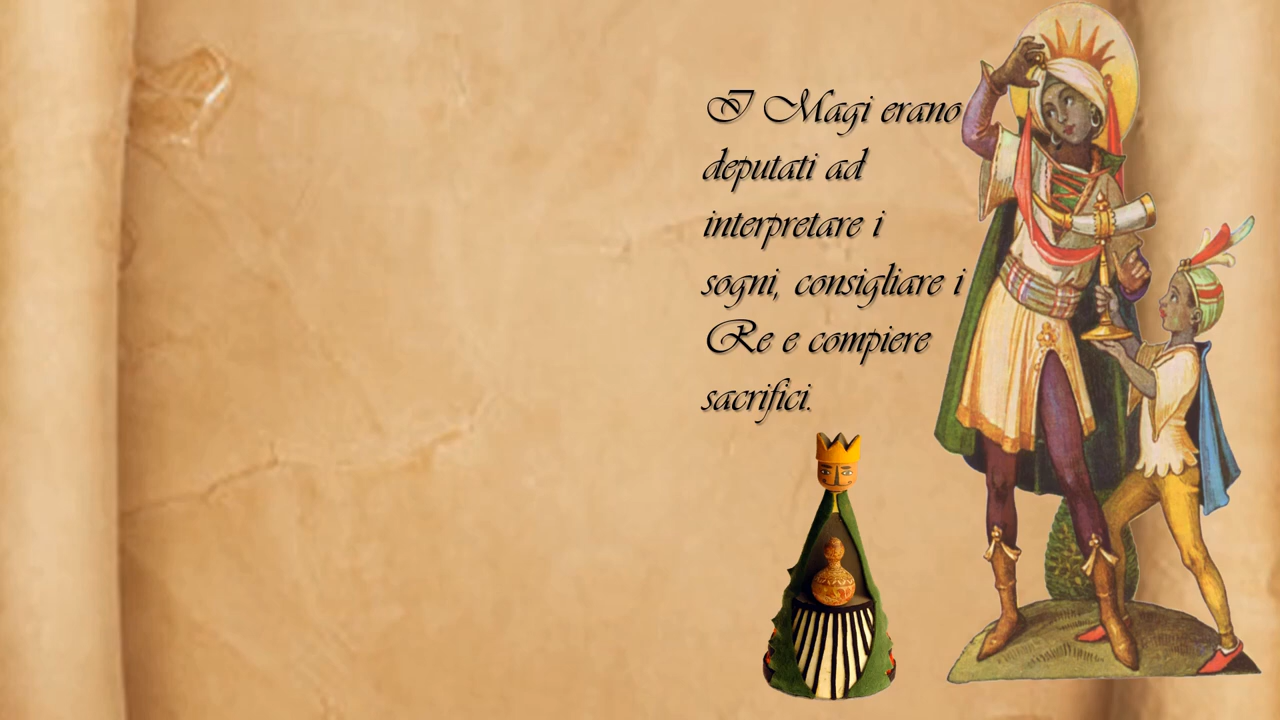 I Magi erano
deputati ad
interpretare i
sogni, consigliare i
Re e compiere
sacrifici.